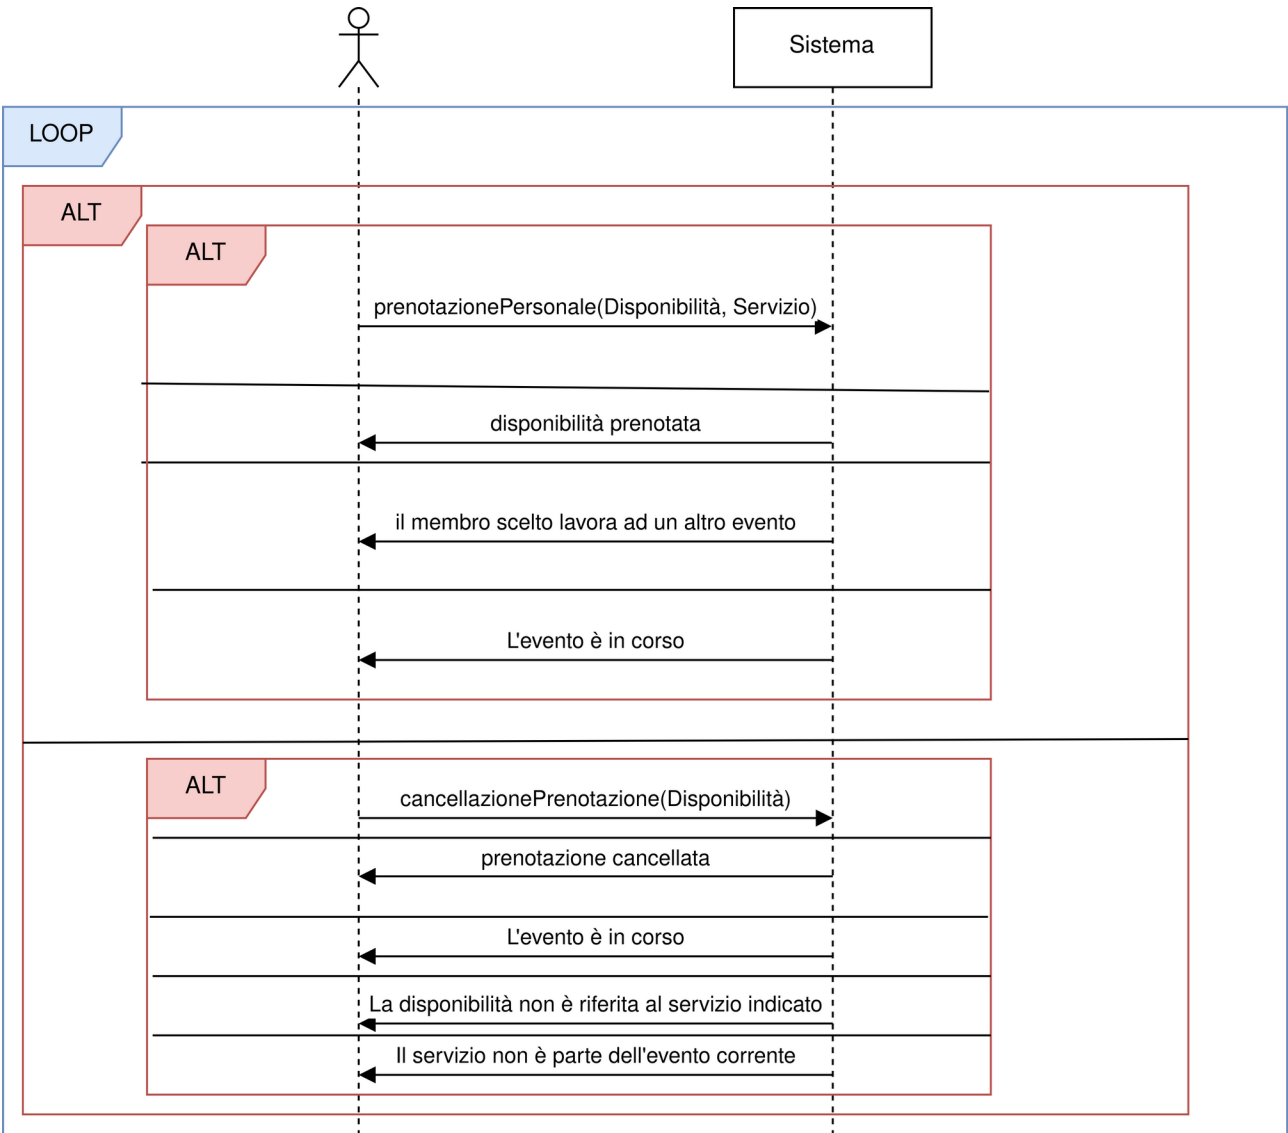 Sistema
LOOP
ALT
ALT
prenotazionePersonale(Disponibilità, Servizio)
disponibilità prenotata
il membro scelto lavora ad un altro evento
L'evento è in corso
ALT
cancellazionePrenotazione(Disponibilità)
prenotazione cancellata
L'evento è in corso
La disponibilità non è riferita al servizio indicato
Il servizio non è parte dell'evento corrente